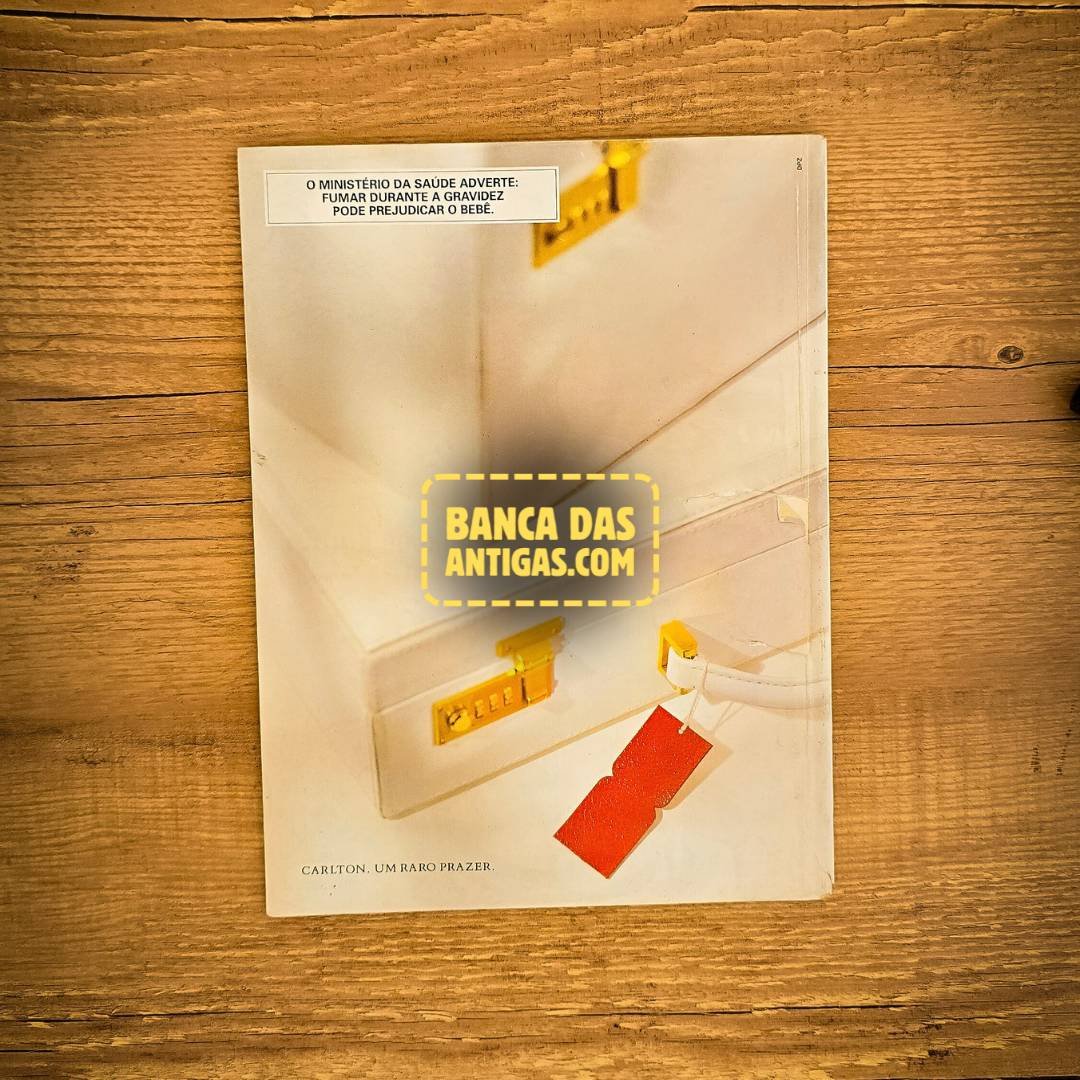 O MINISTÉRIO DA SAÚDE ADVERTE:
FUMAR DURANTE A GRAVIDEZ
PODE PREJUDICAR O BEBÊ.
BANCA DAS
ANTIGAS.COM
CARLTON. UM RARO PRAZER.